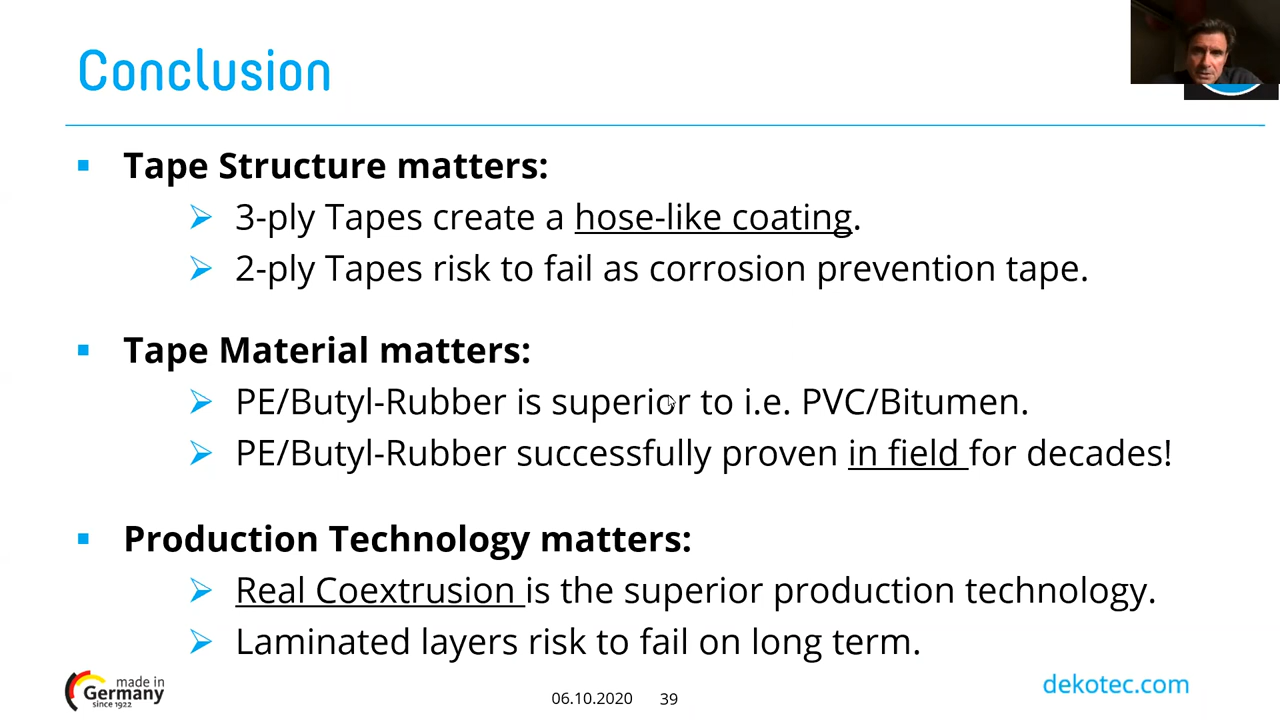 Conclusion
Tape Structure matters:
3-ply Tapes create a hose-like coating.
2-ply Tapes risk to fail as corrosion prevention tape.
Tape Material matters:
PE/Butyl-Rubber is superior to i.e. PVC/Bitumen.
PE/Butyl-Rubber successfully proven in field for decades!
Production Technology matters:
Real Coextrusion is the superior production technology.
Laminated layers risk to fail on long term.
made in
Germany
since 1922
06.10.2020 39
dekotec.com